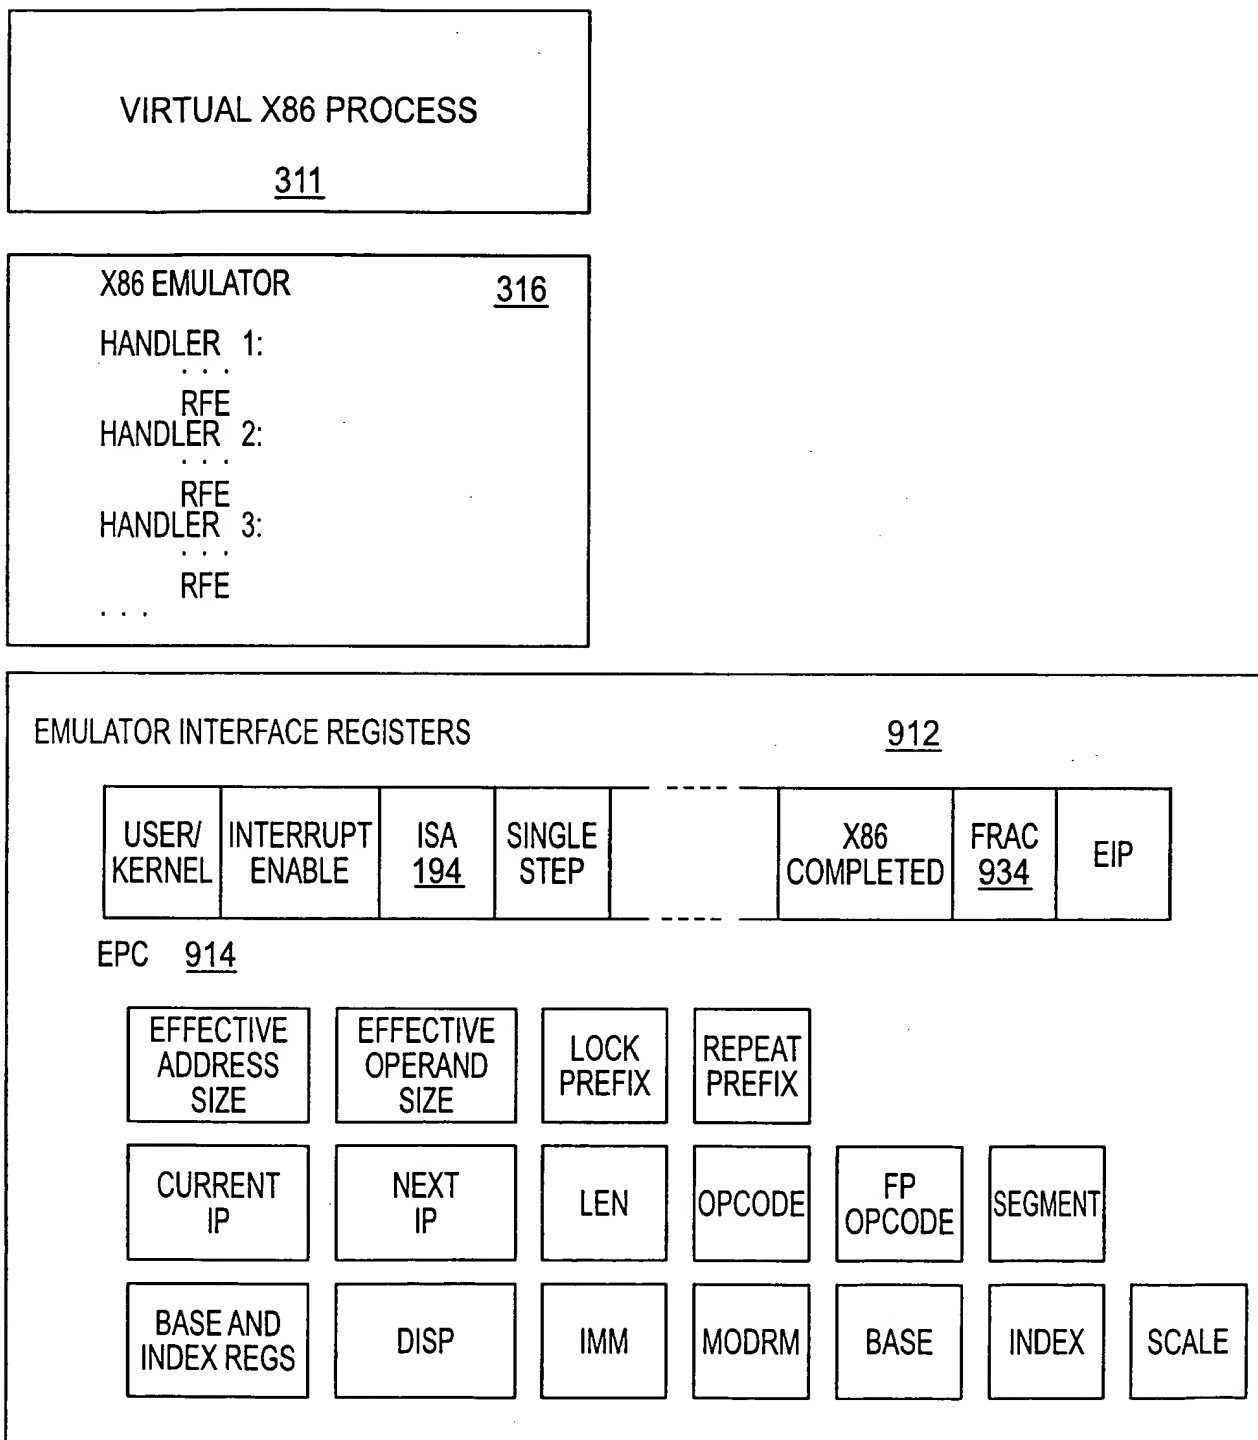 VIRTUAL X86 PROCESS
311
X86 EMULATOR 316
HANDLER 1:
. . .
RFE
HANDLER 2:
. . .
RFE
HANDLER 3:
. . .
RFE
. . .
EMULATOR INTERFACE REGISTERS 912
USER/
KERNEL
INTERRUPT
ENABLE
ISA
194
SINGLE
STEP
X86
COMPLETED
FRAC
934
EIP
EPC 914
EFFECTIVE
ADDRESS
SIZE
EFFECTIVE
OPERAND
SIZE
LOCK
PREFIX
REPEAT
PREFIX
CURRENT
IP
NEXT
IP
LEN
OPCODE
FP
OPCODE
SEGMENT
BASE AND
INDEX REGS
DISP
IMM
MODRM
BASE
INDEX
SCALE